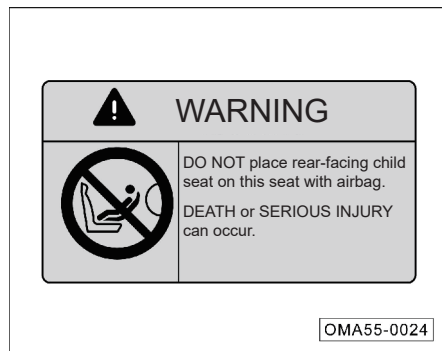 WARNING
DO NOT place rear-facing child
seat on this seat with airbag.
DEATH or SERIOUS INJURY
can occur.
OMA55-0024